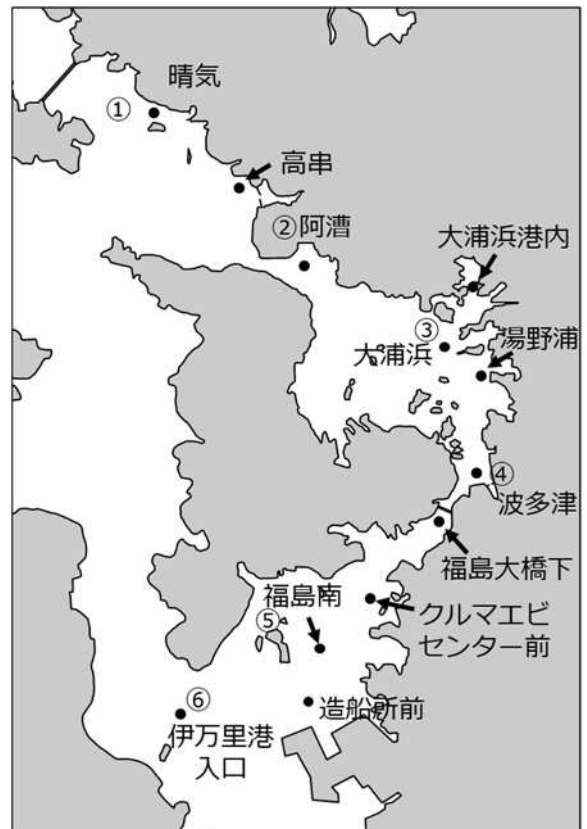 晴気
①
高串
②阿漕
大浦浜港内
③
大浦浜
湯野浦
④
波多津
福島大橋下
福島南
⑤
クルマエビ
センター前
⑥
造船所前
伊万里港
入口